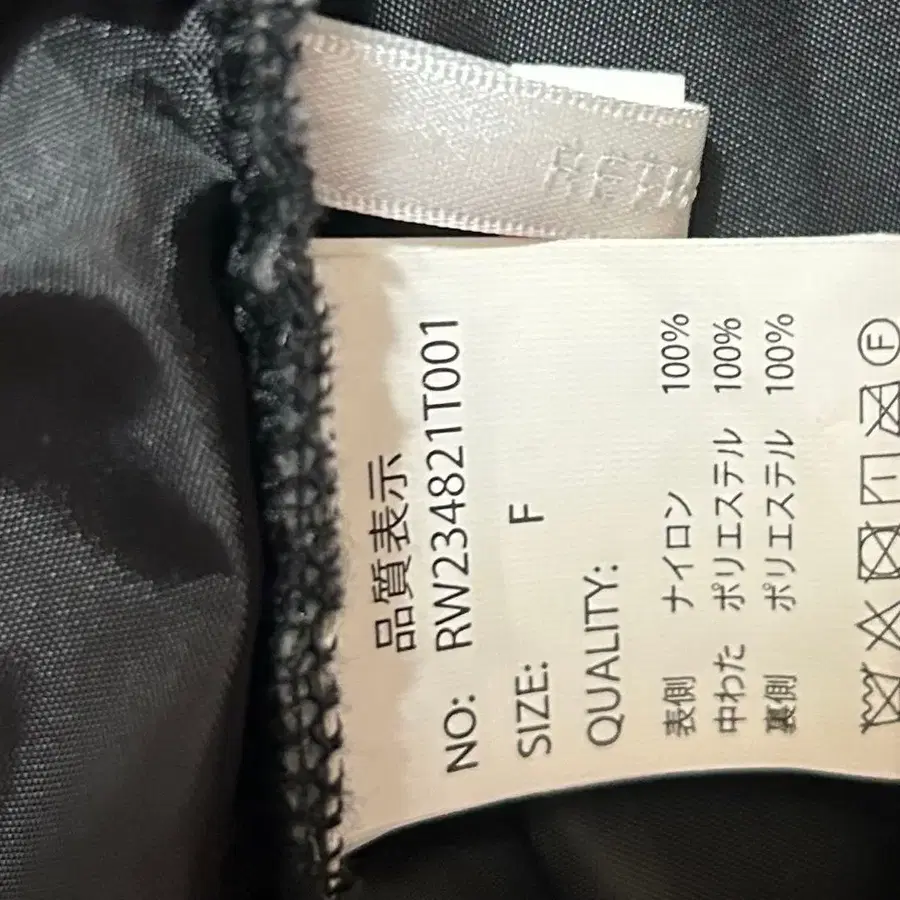 品質表示
NO: RW234821T001
SIZE: F
QUALITY:
表側 ナイロン 100%
中わた ポリエステル 100%
裏側 ポリエステル 100%
F